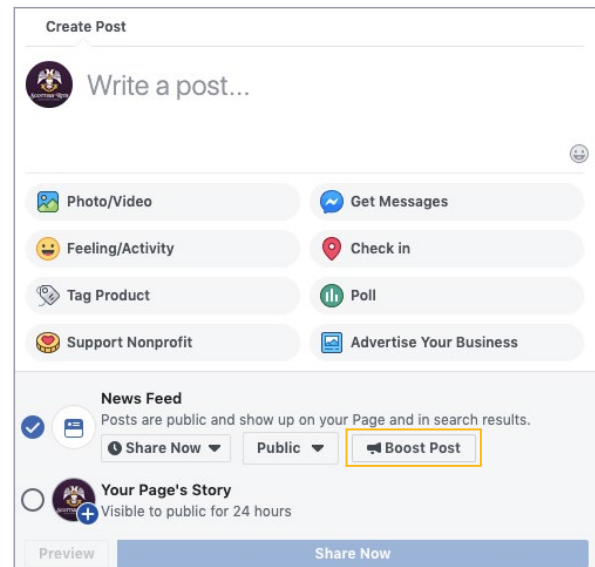 Create Post
Write a post...
Photo/Video
Get Messages
Feeling/Activity
Check in
Tag Product
Poll
Support Nonprofit
Advertise Your Business
News Feed
Posts are public and show up on your Page and in search results.
Share Now
Public
Boost Post
Your Page's Story
Visible to public for 24 hours
Preview
Share Now